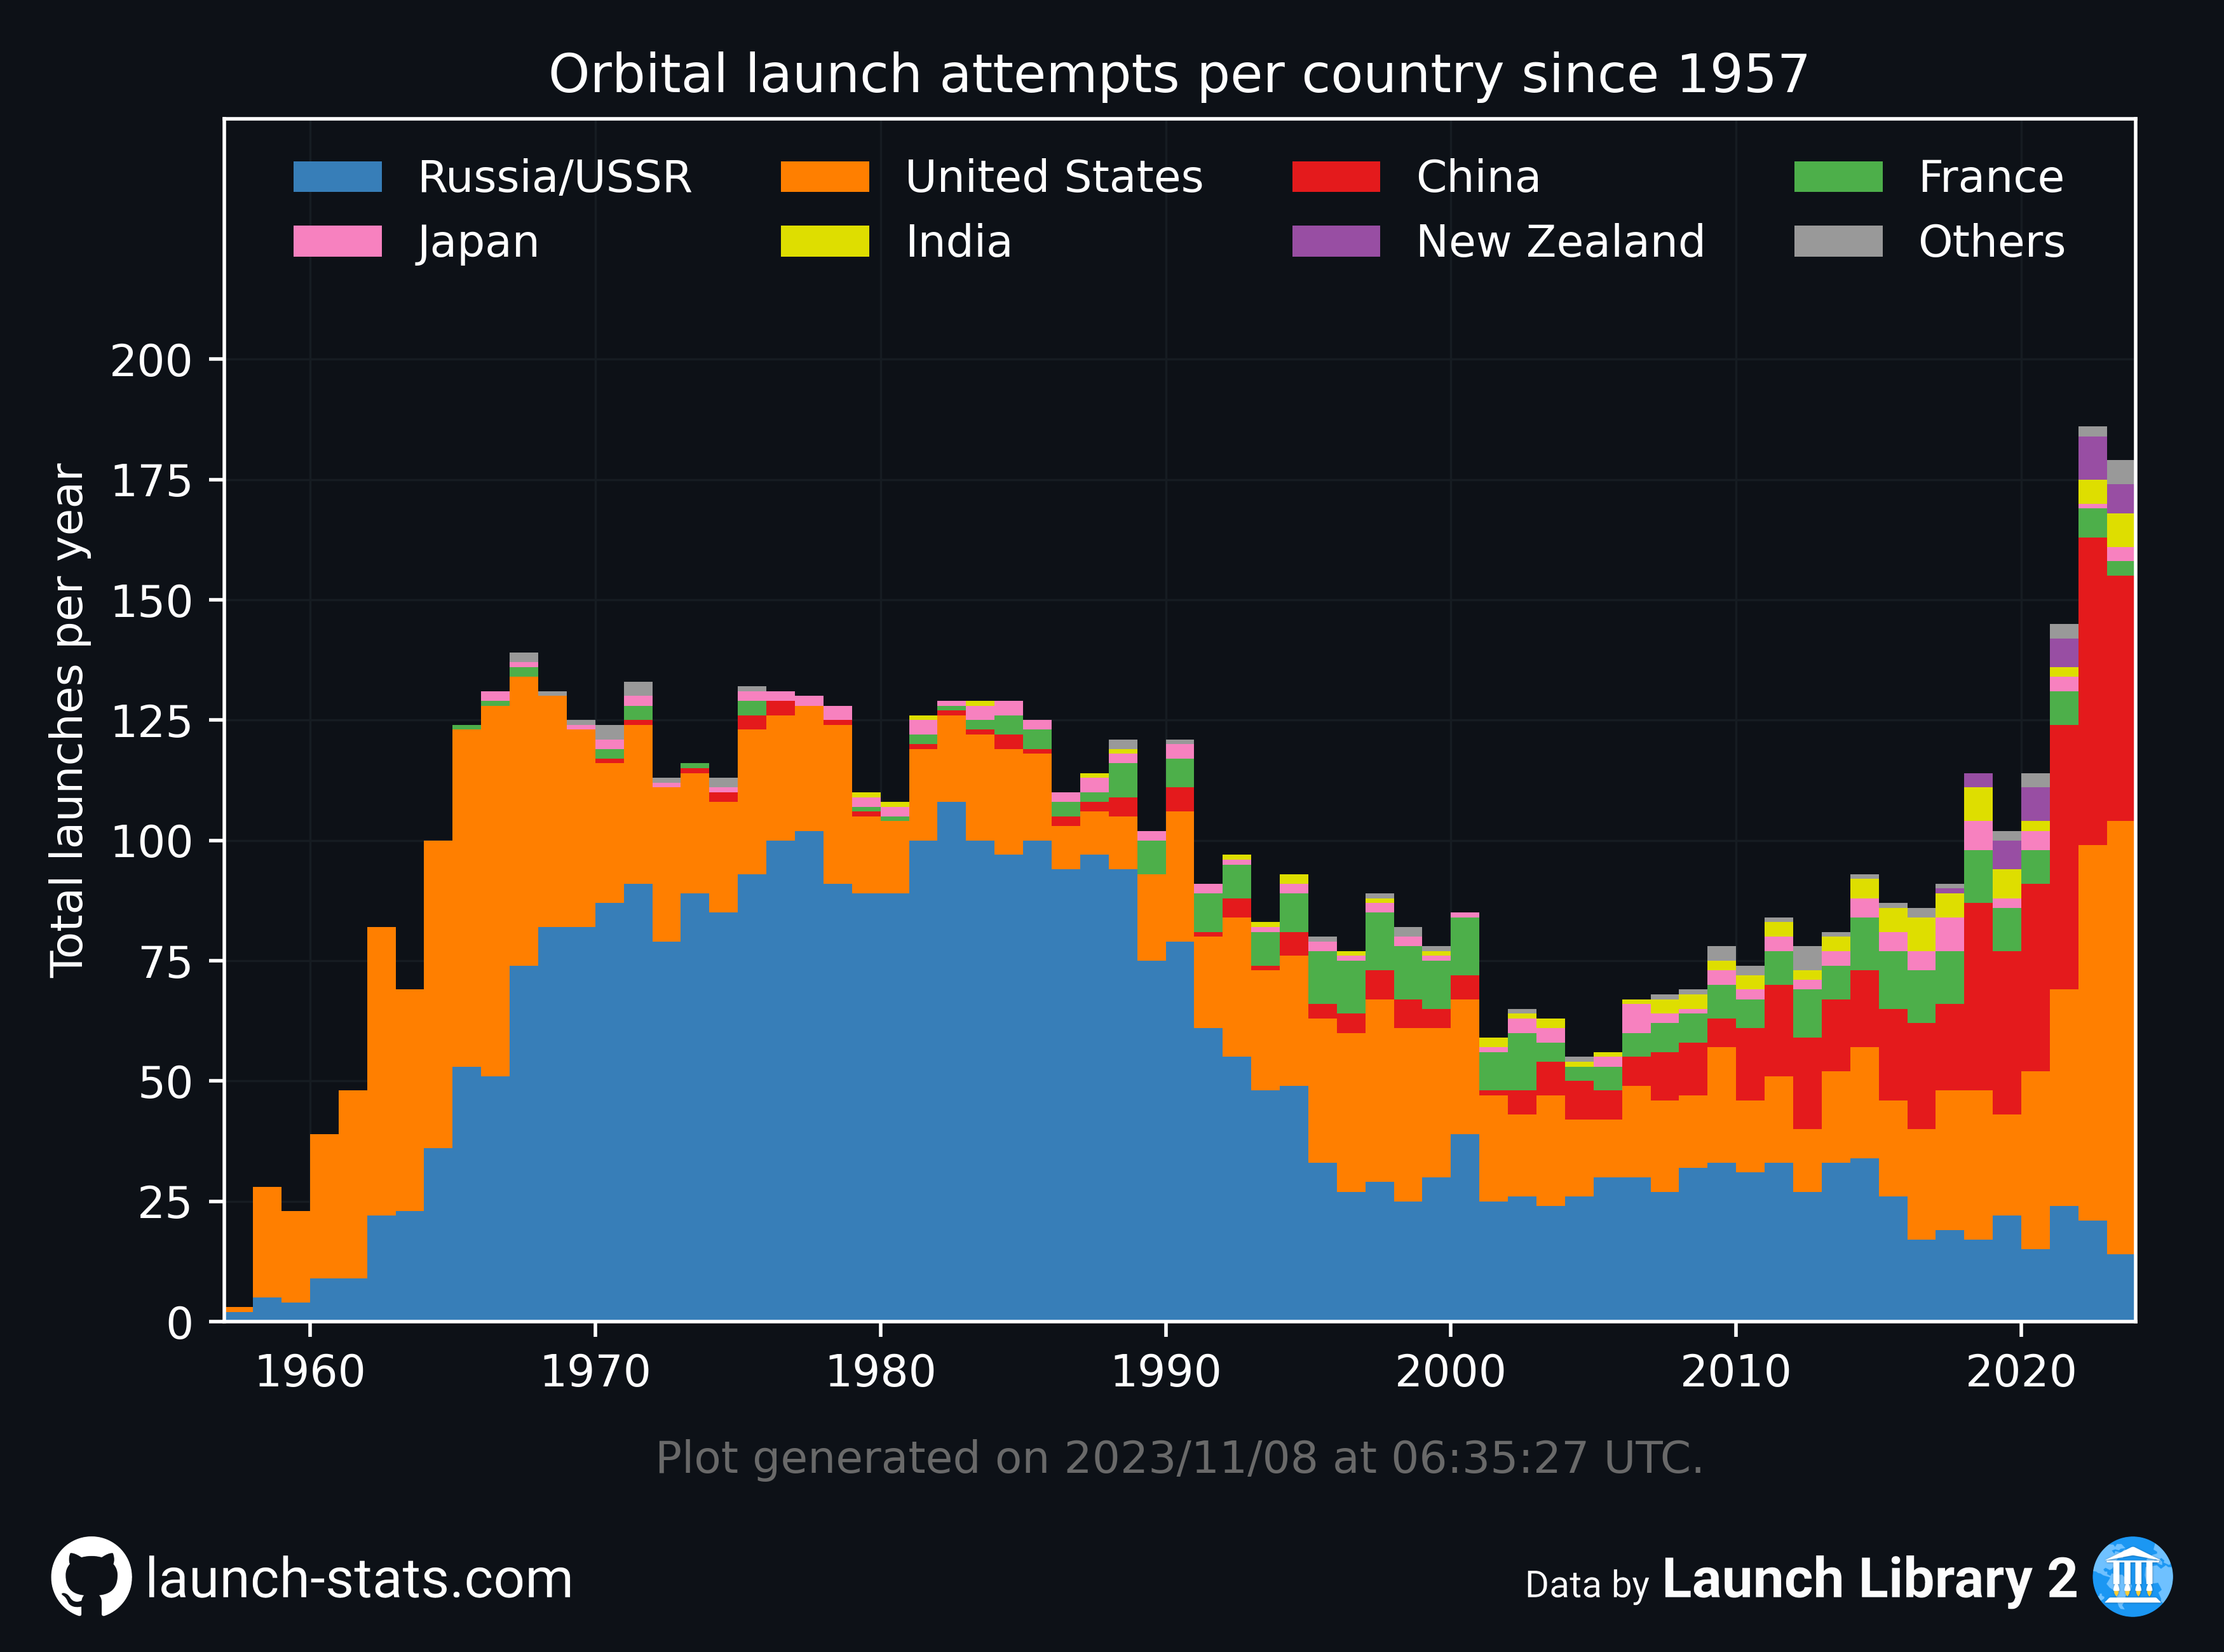 Orbital launch attempts per country since 1957
Russia/USSR United States China France
Japan India New Zealand Others
Total launches per year
200
175
150
125
100
75
50
25
0
1960 1970 1980 1990 2000 2010 2020
Plot generated on 2023/11/08 at 06:35:27 UTC.
launch-stats.com
Data by Launch Library 2